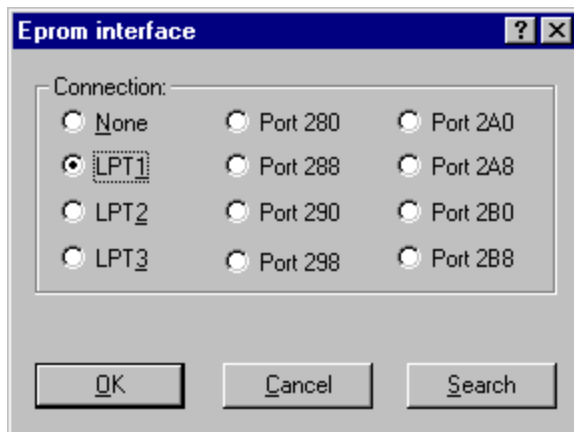 Eprom interface
Connection:
None Port 280 Port 2A0
LPT1 Port 288 Port 2A8
LPT2 Port 290 Port 2B0
LPT3 Port 298 Port 2B8
OK Cancel Search